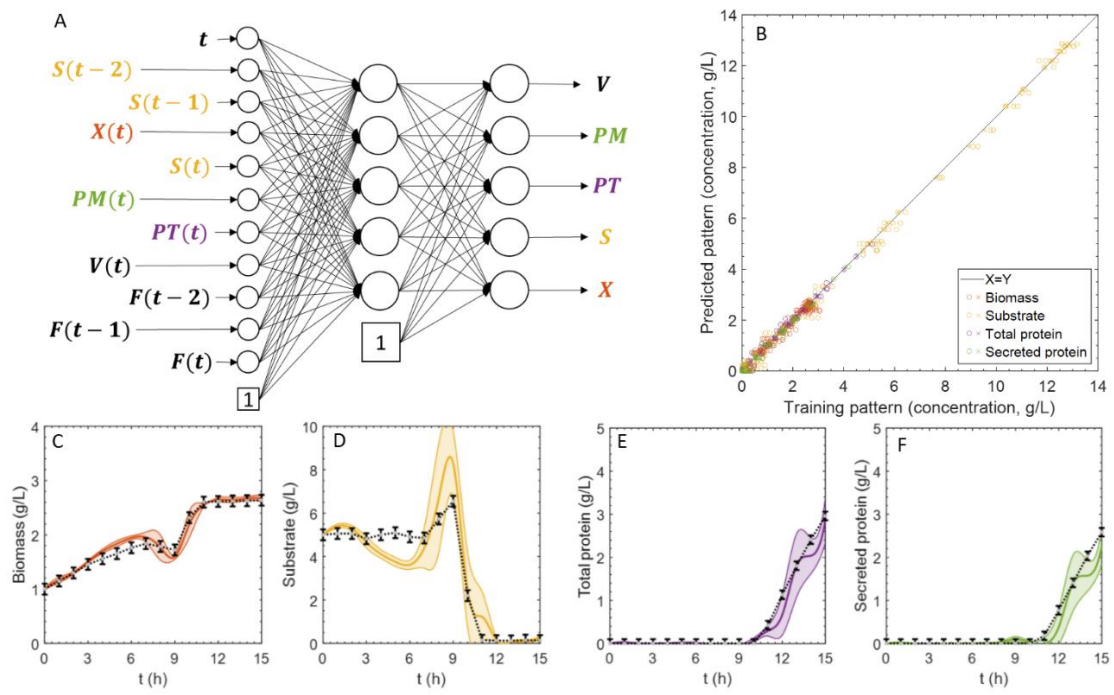 A
t
S(t − 2)
S(t − 1)
X(t)
S(t)
PM(t)
PT(t)
V(t)
F(t − 2)
F(t − 1)
F(t)
1
1
V
PM
PT
S
X
B
Predicted pattern (concentration, g/L)
14
12
10
8
6
4
2
0
0 2 4 6 8 10 12 14
Training pattern (concentration, g/L)
X=Y
Biomass
Substrate
Total protein
Secreted protein
C
Biomass (g/L)
4
3
2
1
0
0 3 6 9 12 15
t (h)
D
Substrate (g/L)
10
8
6
4
2
0
0 3 6 9 12 15
t (h)
E
Total protein (g/L)
5
4
3
2
1
0
0 3 6 9 12 15
t (h)
F
Secreted protein (g/L)
5
4
3
2
1
0
0 3 6 9 12 15
t (h)